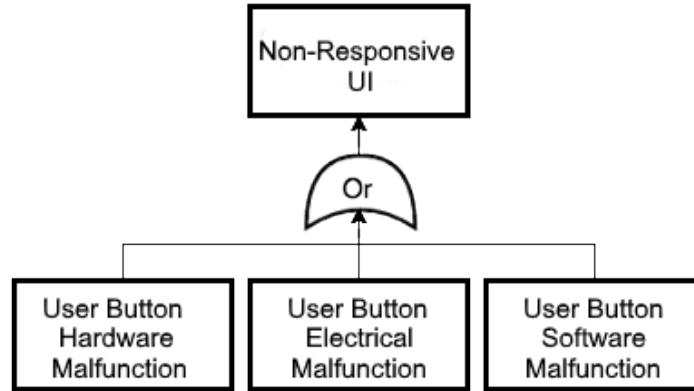 Non-Responsive
UI
Or
User Button
Hardware
Malfunction
User Button
Electrical
Malfunction
User Button
Software
Malfunction